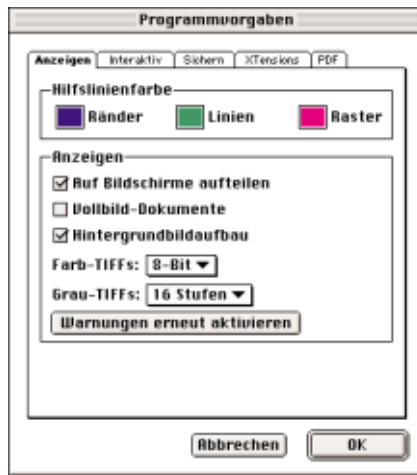 Programmvorgaben
Anzeigen Interaktiv Sichern XTensions PDF
Hilfslinienfarbe
Ränder Linien Raster
Anzeigen
Auf Bildschirme aufteilen
Vollbild-Dokumente
Hintergrundbildaufbau
Farb-TIFFs: 8-Bit
Grau-TIFFs: 16 Stufen
Warnungen erneut aktivieren
Abbrechen OK